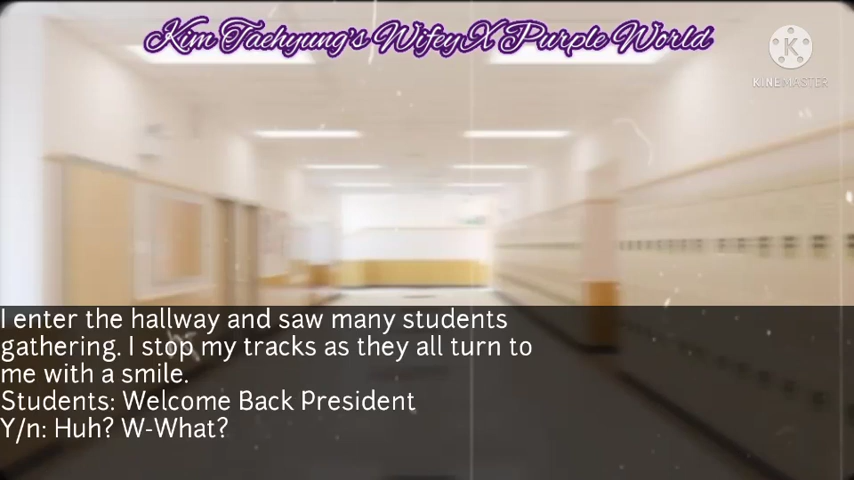 Kim Taehyung's Wifey X Purple World
KINEMASTER
I enter the hallway and saw many students
gathering. I stop my tracks as they all turn to
me with a smile.
Students: Welcome Back President
Y/n: Huh? W-What?